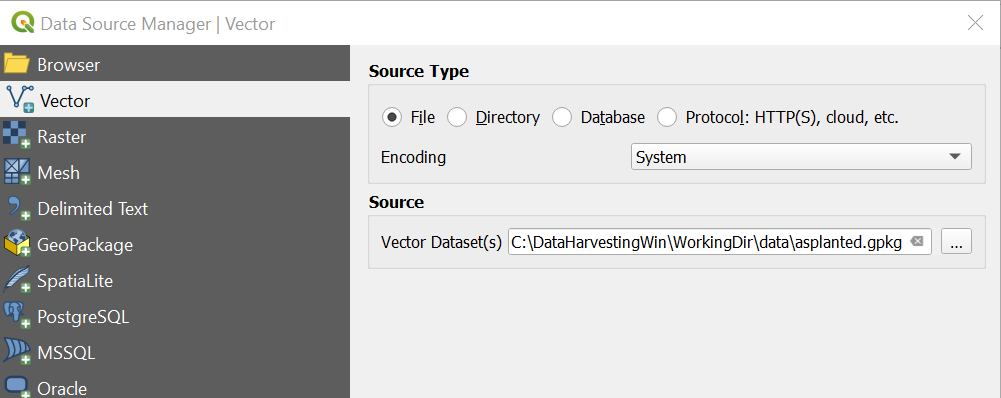 Data Source Manager | Vector
Browser
Vector
Raster
Mesh
Delimited Text
GeoPackage
SpatiaLite
PostgreSQL
MSSQL
Oracle
Source Type
File Directory Database Protocol: HTTP(S), cloud, etc.
Encoding System
Source
Vector Dataset(s) C:\DataHarvestingWin\WorkingDir\data\asplanted.gpkg ...